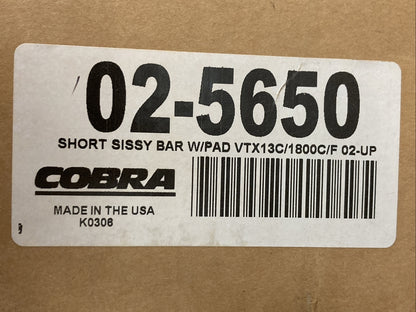 02-5650
SHORT SISSY BAR W/PAD VTX13C/1800C/F 02-UP
COBRA
MADE IN THE USA
K0306